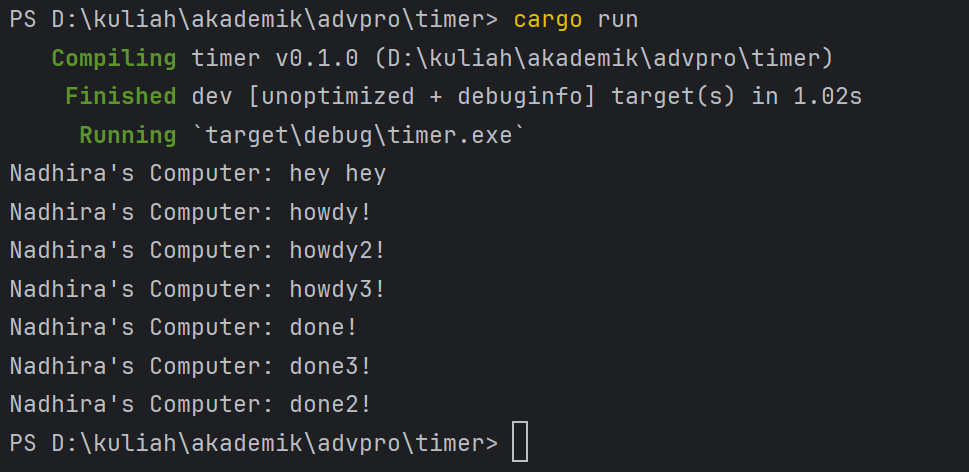 PS D:\kuliah\akademik\advpro\timer> cargo run
   Compiling timer v0.1.0 (D:\kuliah\akademik\advpro\timer)
    Finished dev [unoptimized + debuginfo] target(s) in 1.02s
     Running `target\debug\timer.exe`
Nadhira's Computer: hey hey
Nadhira's Computer: howdy!
Nadhira's Computer: howdy2!
Nadhira's Computer: howdy3!
Nadhira's Computer: done!
Nadhira's Computer: done3!
Nadhira's Computer: done2!
PS D:\kuliah\akademik\advpro\timer>